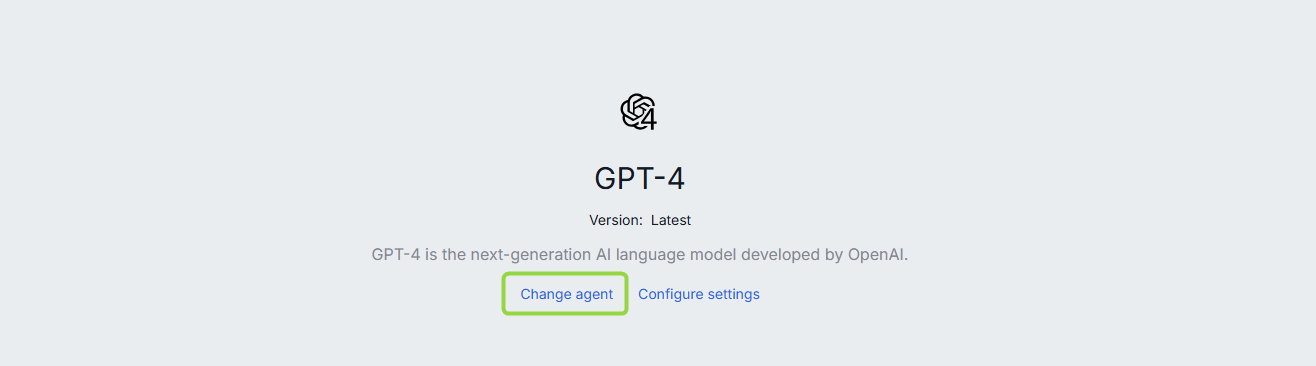 4
GPT-4
Version: Latest
GPT-4 is the next-generation AI language model developed by OpenAI.
Change agent Configure settings